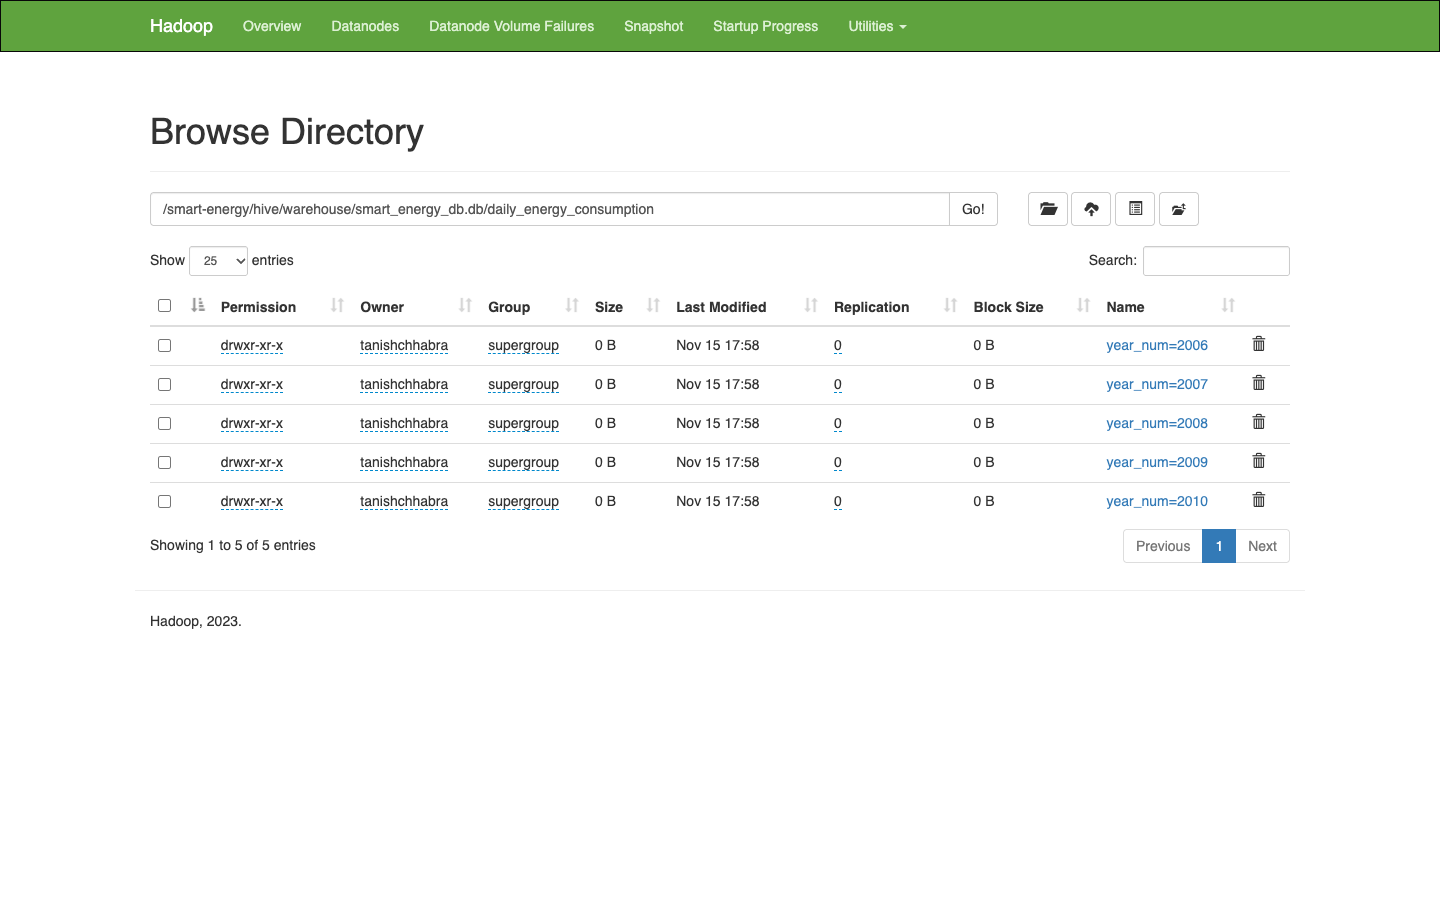 Hadoop Overview Datanodes Datanode Volume Failures Snapshot Startup Progress Utilities
Browse Directory
/smart-energy/hive/warehouse/smart_energy_db.db/daily_energy_consumption Go!
Show 25 entries Search:
Permission Owner Group Size Last Modified Replication Block Size Name
drwxr-xr-x tanishchhabra supergroup 0 B Nov 15 17:58 0 0 B year_num=2006
drwxr-xr-x tanishchhabra supergroup 0 B Nov 15 17:58 0 0 B year_num=2007
drwxr-xr-x tanishchhabra supergroup 0 B Nov 15 17:58 0 0 B year_num=2008
drwxr-xr-x tanishchhabra supergroup 0 B Nov 15 17:58 0 0 B year_num=2009
drwxr-xr-x tanishchhabra supergroup 0 B Nov 15 17:58 0 0 B year_num=2010
Showing 1 to 5 of 5 entries Previous 1 Next
Hadoop, 2023.